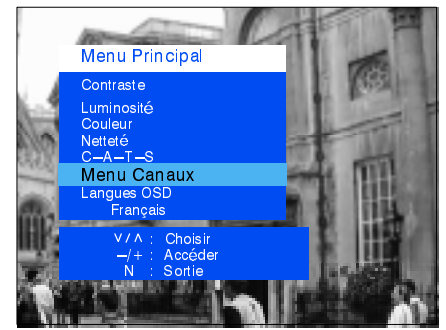 Menu Principal
Contraste
Luminosité
Couleur
Netteté
C–A–T–S
Menu Canaux
Langues OSD
Français
∨/∧ : Choisir
–/+ : Accéder
N : Sortie